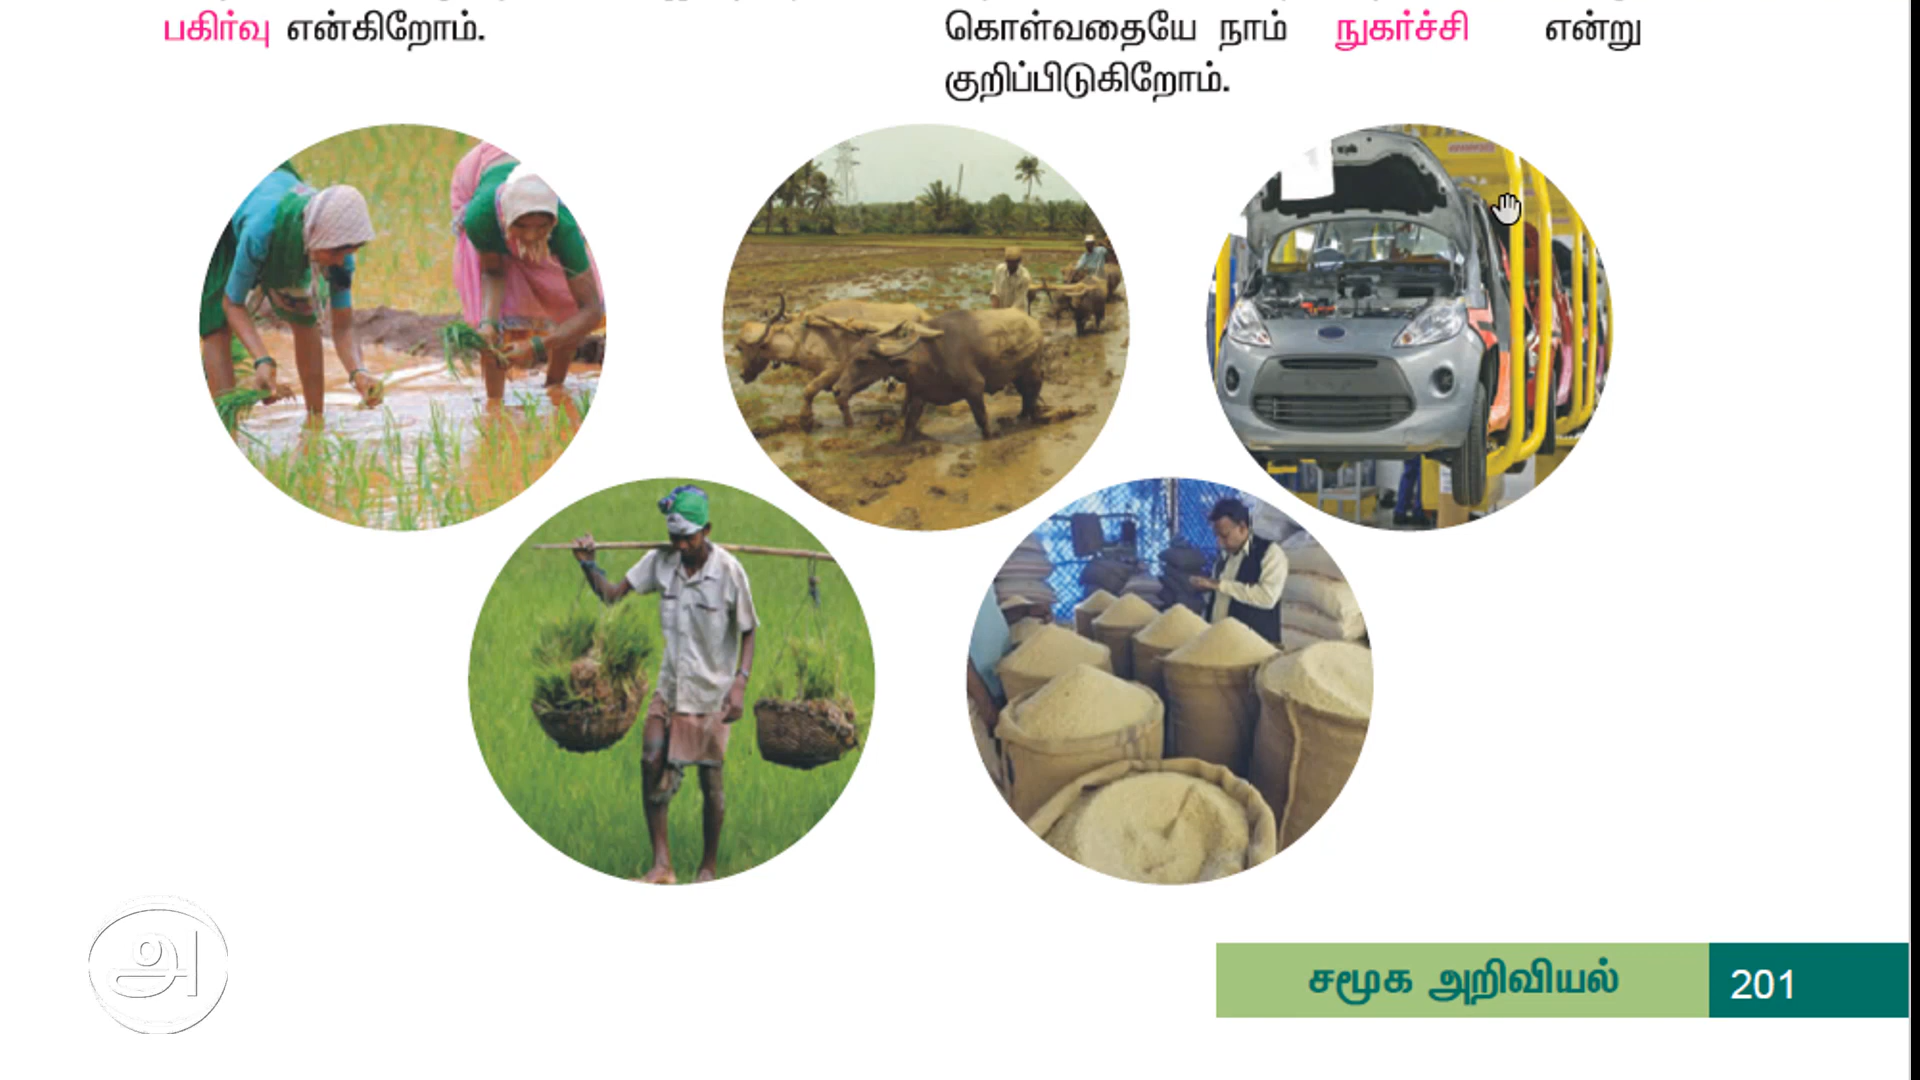 பகிர்வு என்கிறோம்.
கொள்வதையே நாம் நுகர்ச்சி என்று
குறிப்பிடுகிறோம்.
அ
சமூக அறிவியல் 201